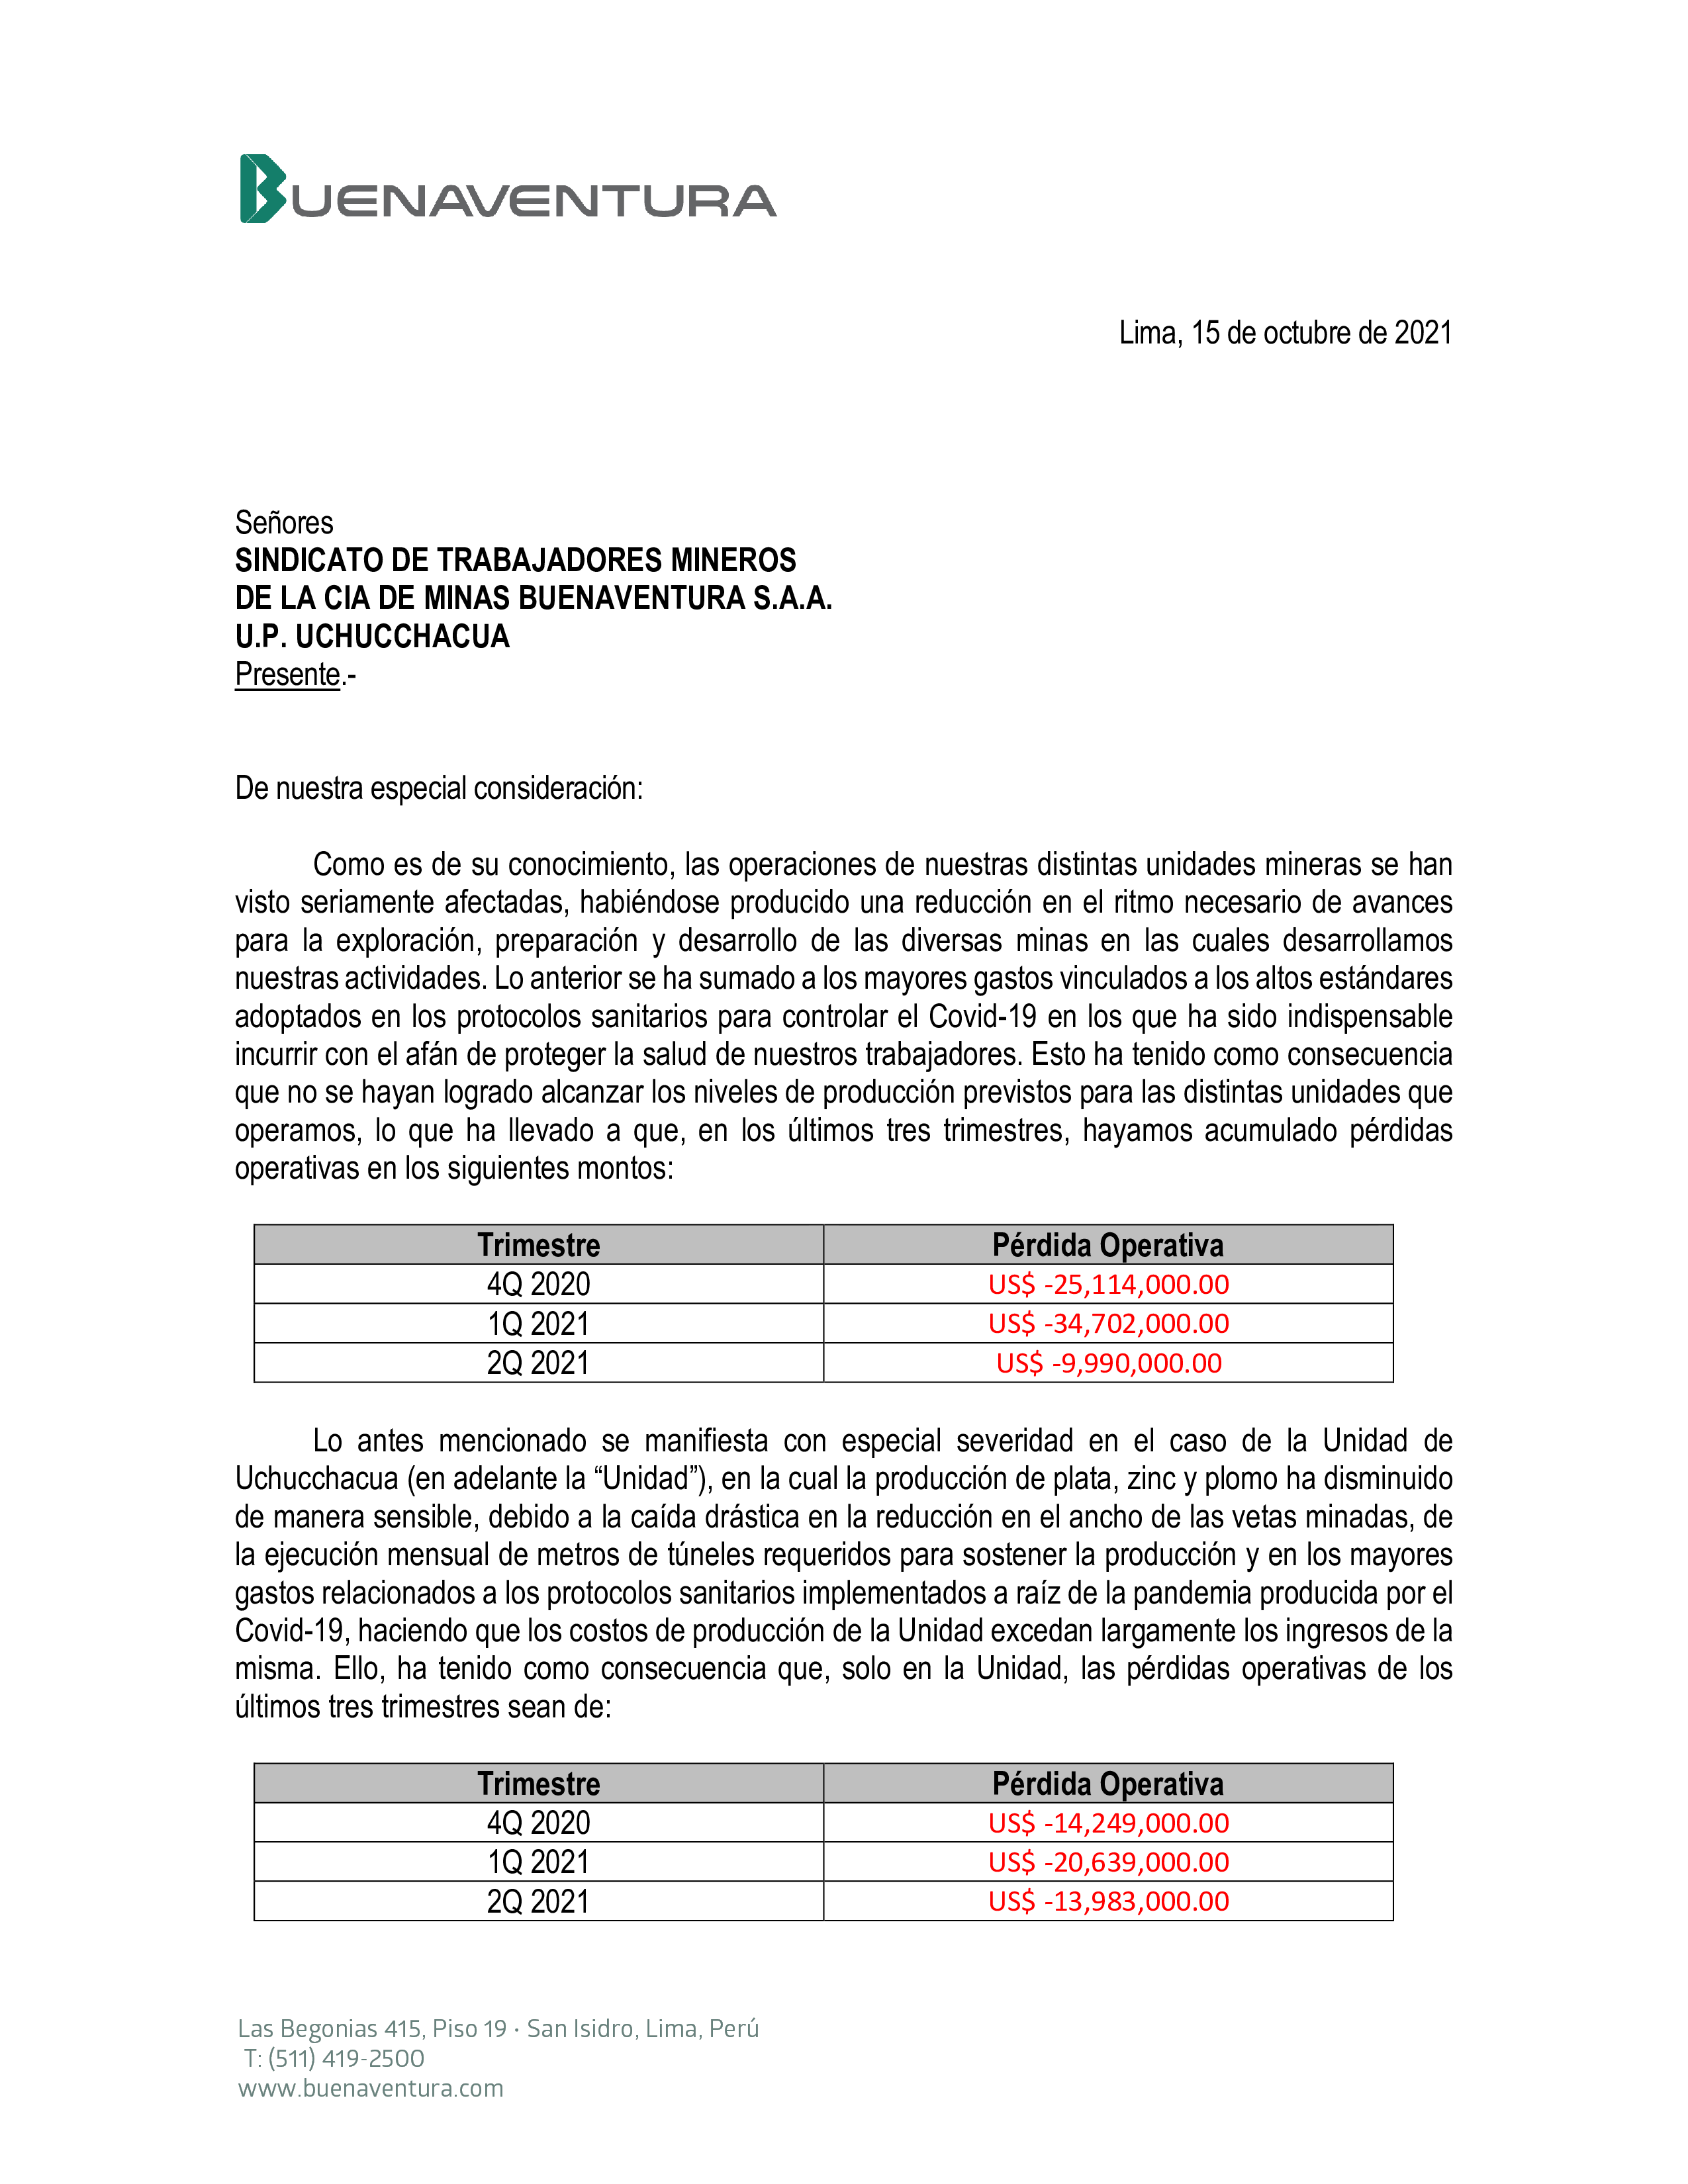 BUENAVENTURA
Lima, 15 de octubre de 2021
Señores
SINDICATO DE TRABAJADORES MINEROS
DE LA CIA DE MINAS BUENAVENTURA S.A.A.
U.P. UCHUCCHACUA
Presente.-
De nuestra especial consideración:
Como es de su conocimiento, las operaciones de nuestras distintas unidades mineras se han
visto seriamente afectadas, habiéndose producido una reducción en el ritmo necesario de avances
para la exploración, preparación y desarrollo de las diversas minas en las cuales desarrollamos
nuestras actividades. Lo anterior se ha sumado a los mayores gastos vinculados a los altos estándares
adoptados en los protocolos sanitarios para controlar el Covid-19 en los que ha sido indispensable
incurrir con el afán de proteger la salud de nuestros trabajadores. Esto ha tenido como consecuencia
que no se hayan logrado alcanzar los niveles de producción previstos para las distintas unidades que
operamos, lo que ha llevado a que, en los últimos tres trimestres, hayamos acumulado pérdidas
operativas en los siguientes montos:
Trimestre Pérdida Operativa
4Q 2020 US$ -25,114,000.00
1Q 2021 US$ -34,702,000.00
2Q 2021 US$ -9,990,000.00
Lo antes mencionado se manifiesta con especial severidad en el caso de la Unidad de
Uchucchacua (en adelante la “Unidad”), en la cual la producción de plata, zinc y plomo ha disminuido
de manera sensible, debido a la caída drástica en la reducción en el ancho de las vetas minadas, de
la ejecución mensual de metros de túneles requeridos para sostener la producción y en los mayores
gastos relacionados a los protocolos sanitarios implementados a raíz de la pandemia producida por el
Covid-19, haciendo que los costos de producción de la Unidad excedan largamente los ingresos de la
misma. Ello, ha tenido como consecuencia que, solo en la Unidad, las pérdidas operativas de los
últimos tres trimestres sean de:
Trimestre Pérdida Operativa
4Q 2020 US$ -14,249,000.00
1Q 2021 US$ -20,639,000.00
2Q 2021 US$ -13,983,000.00
Las Begonias 415, Piso 19 · San Isidro, Lima, Perú
T: (511) 419-2500
www.buenaventura.com